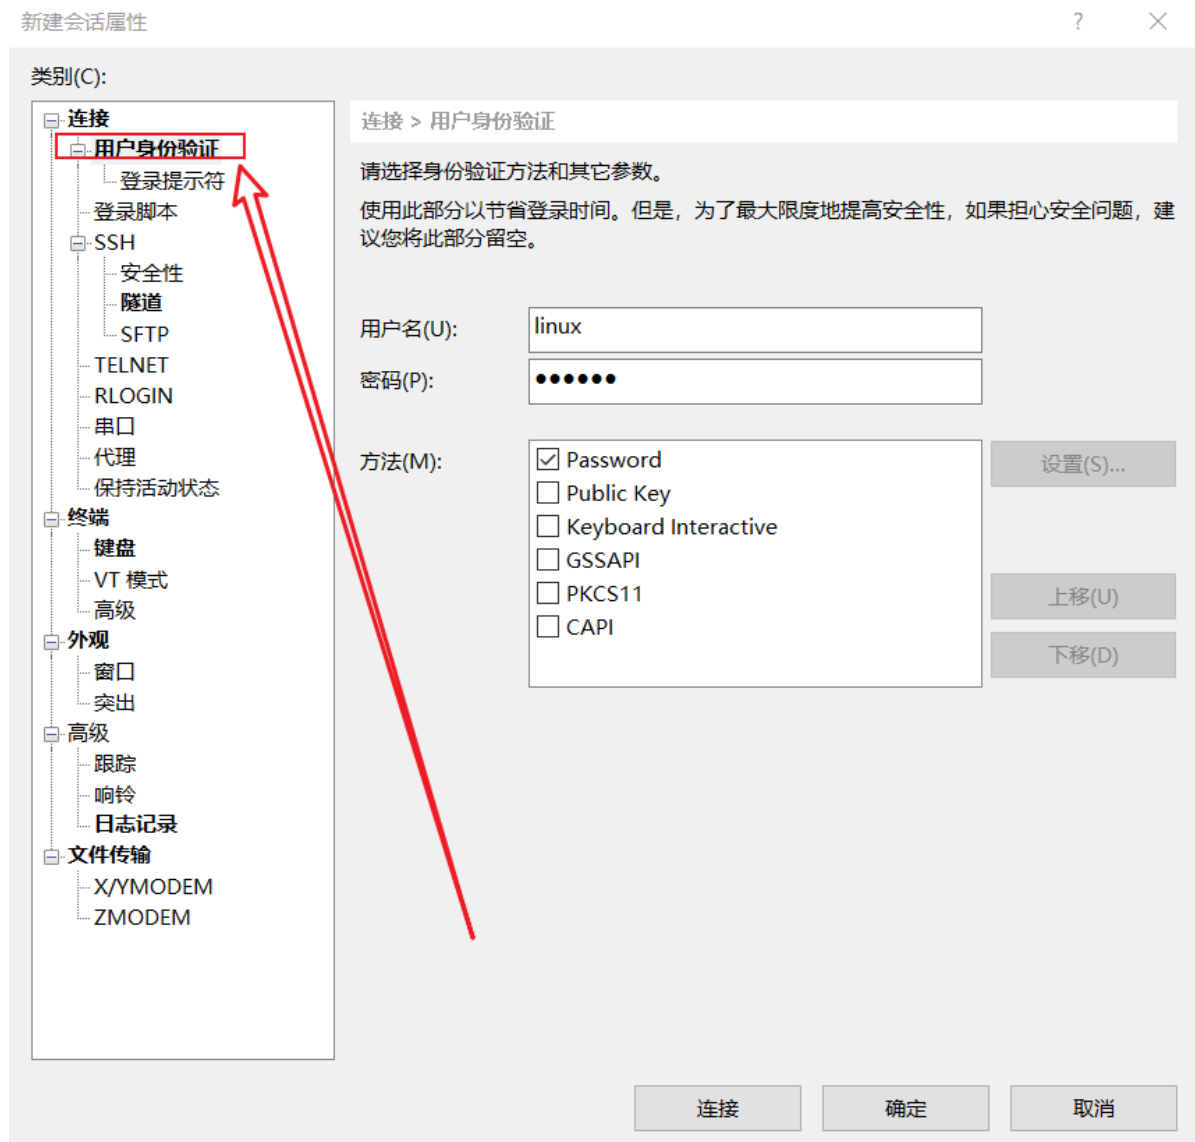 新建会话属性
?
类别(C):
连接
用户身份验证
登录提示符
登录脚本
SSH
安全性
隧道
SFTP
TELNET
RLOGIN
串口
代理
保持活动状态
终端
键盘
VT 模式
高级
外观
窗口
突出
高级
跟踪
响铃
日志记录
文件传输
X/YMODEM
ZMODEM
连接 > 用户身份验证
请选择身份验证方法和其它参数。
使用此部分以节省登录时间。但是，为了最大限度地提高安全性，如果担心安全问题，建
议您将此部分留空。
用户名(U):
linux
密码(P):
●●●●●●
方法(M):
Password
Public Key
Keyboard Interactive
GSSAPI
PKCS11
CAPI
设置(S)...
上移(U)
下移(D)
连接
确定
取消